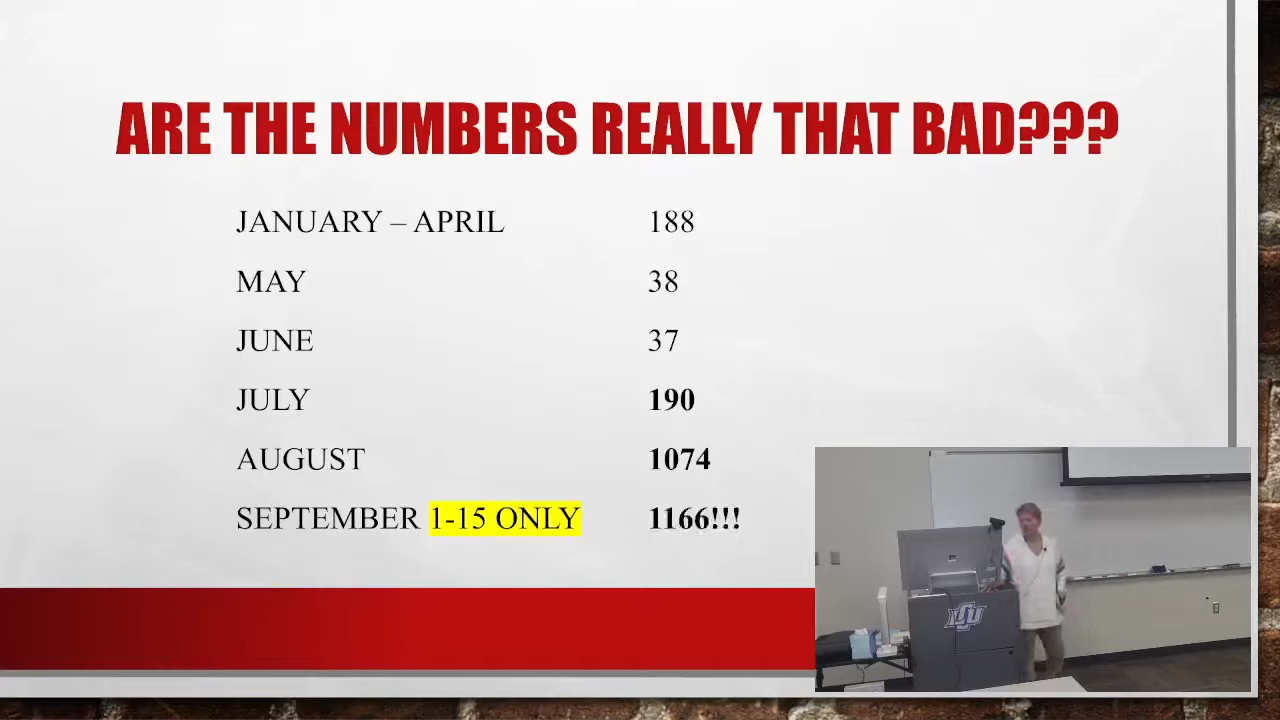 ARE THE NUMBERS REALLY THAT BAD???
JANUARY – APRIL 188
MAY 38
JUNE 37
JULY 190
AUGUST 1074
SEPTEMBER 1-15 ONLY 1166!!!
LCU